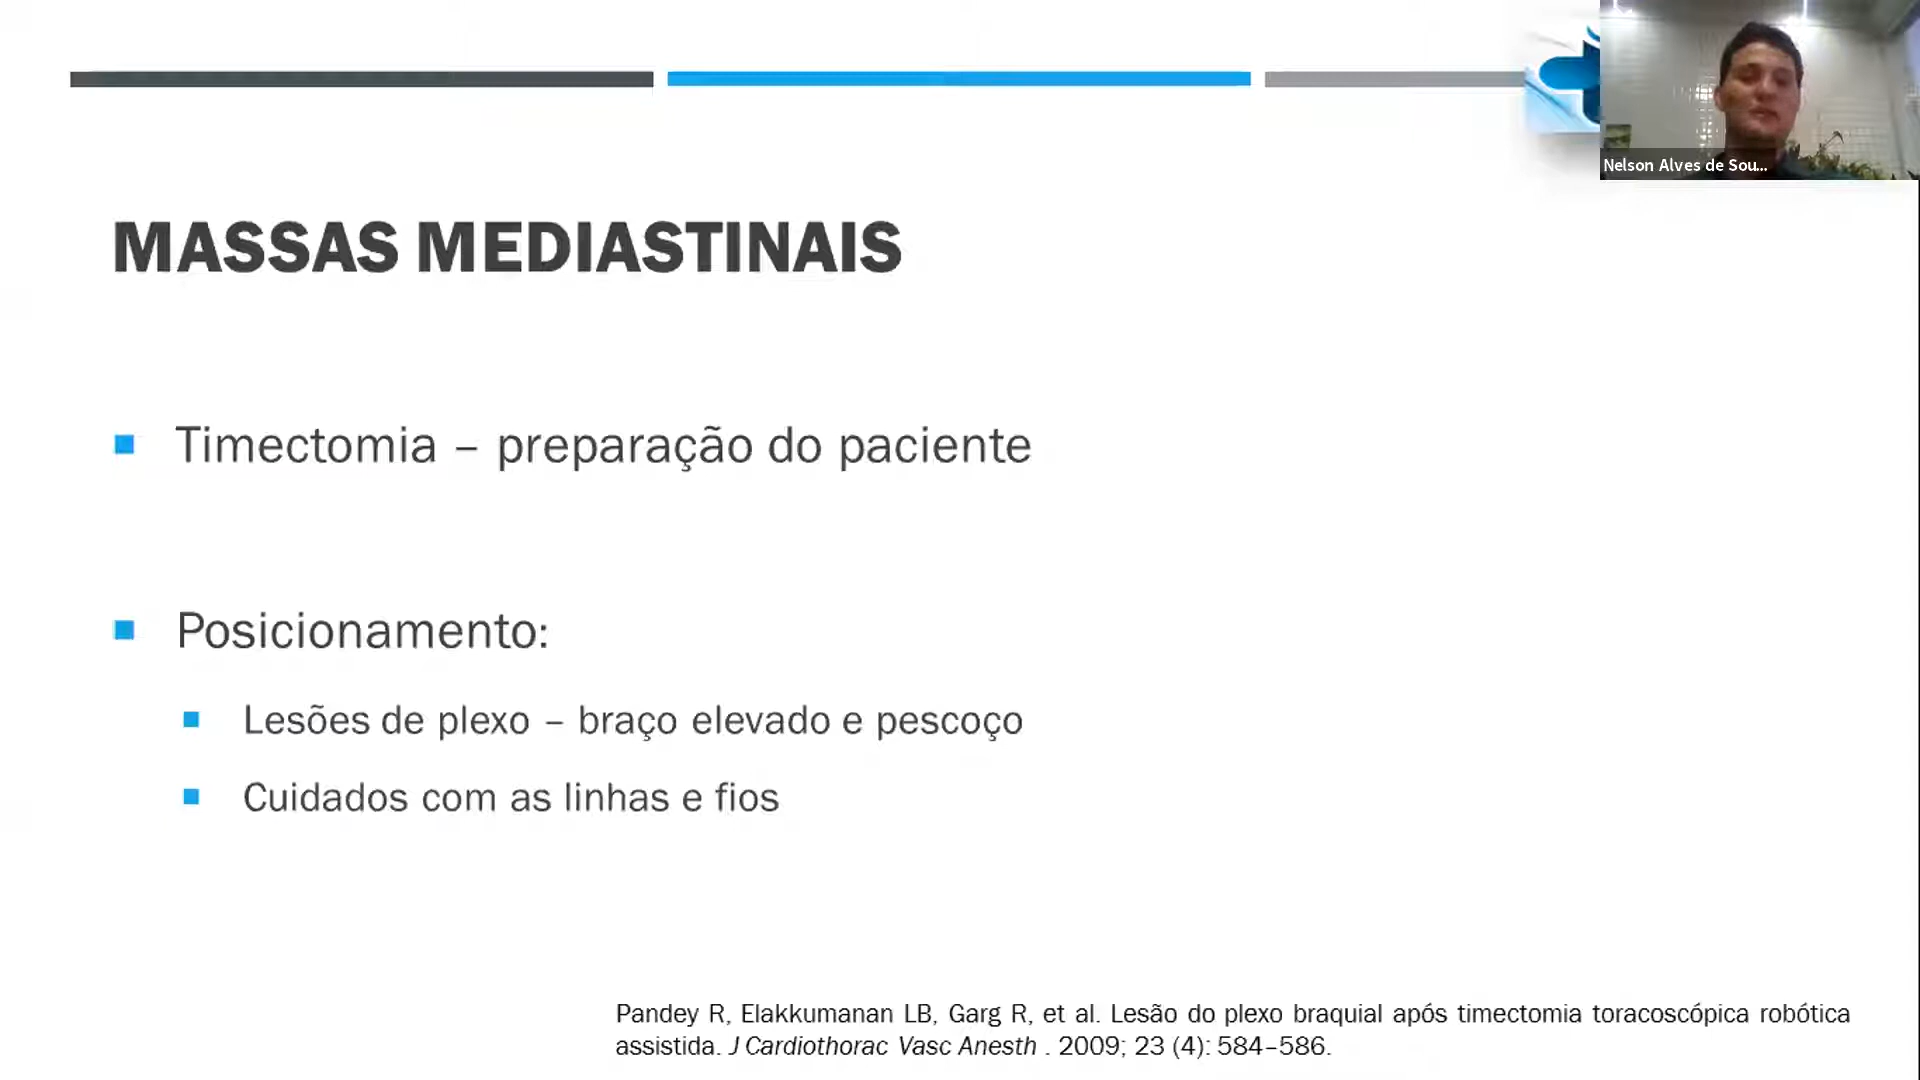 Nelson Alves de Sou...
MASSAS MEDIASTINAIS
Timectomia – preparação do paciente
Posicionamento:
Lesões de plexo – braço elevado e pescoço
Cuidados com as linhas e fios
Pandey R, Elakkumanan LB, Garg R, et al. Lesão do plexo braquial após timectomia toracoscópica robótica
assistida. J Cardiothorac Vasc Anesth . 2009; 23 (4): 584–586.